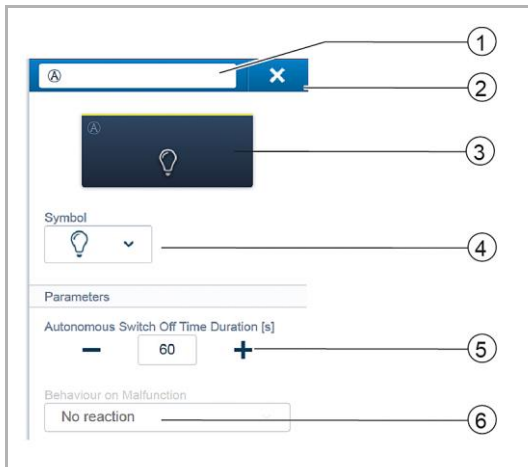 1
Ⓐ
2
Ⓐ
3
Symbol
4
Parameters
Autonomous Switch Off Time Duration [s]
60
5
Behaviour on Malfunction
No reaction
6